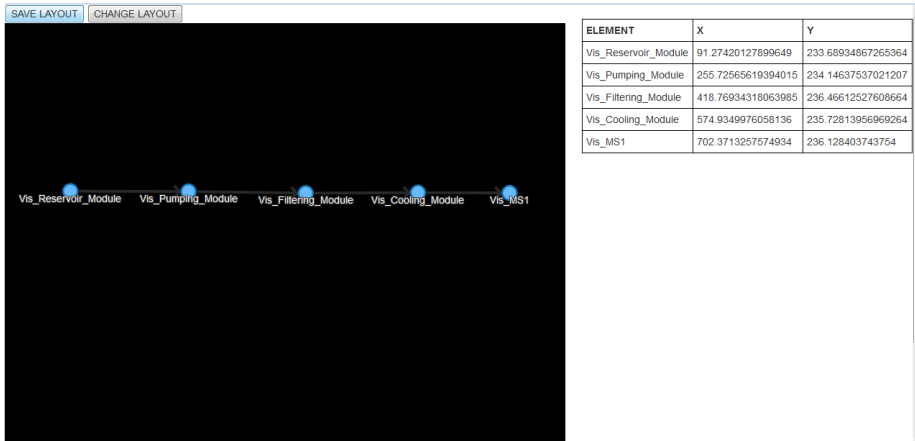 SAVE LAYOUT CHANGE LAYOUT
ELEMENT X Y
Vis_Reservoir_Module 91.27420127899649 233.68934867265364
Vis_Pumping_Module 255.72565619394015 234.14637537021207
Vis_Filtering_Module 418.76934318063985 236.46612527608664
Vis_Cooling_Module 574.9349976058136 235.72813956969264
Vis_MS1 702.3713257574934 236.128403743754
Vis_Reservoir_Module Vis_Pumping_Module Vis_Filtering_Module Vis_Cooling_Module Vis_MS1